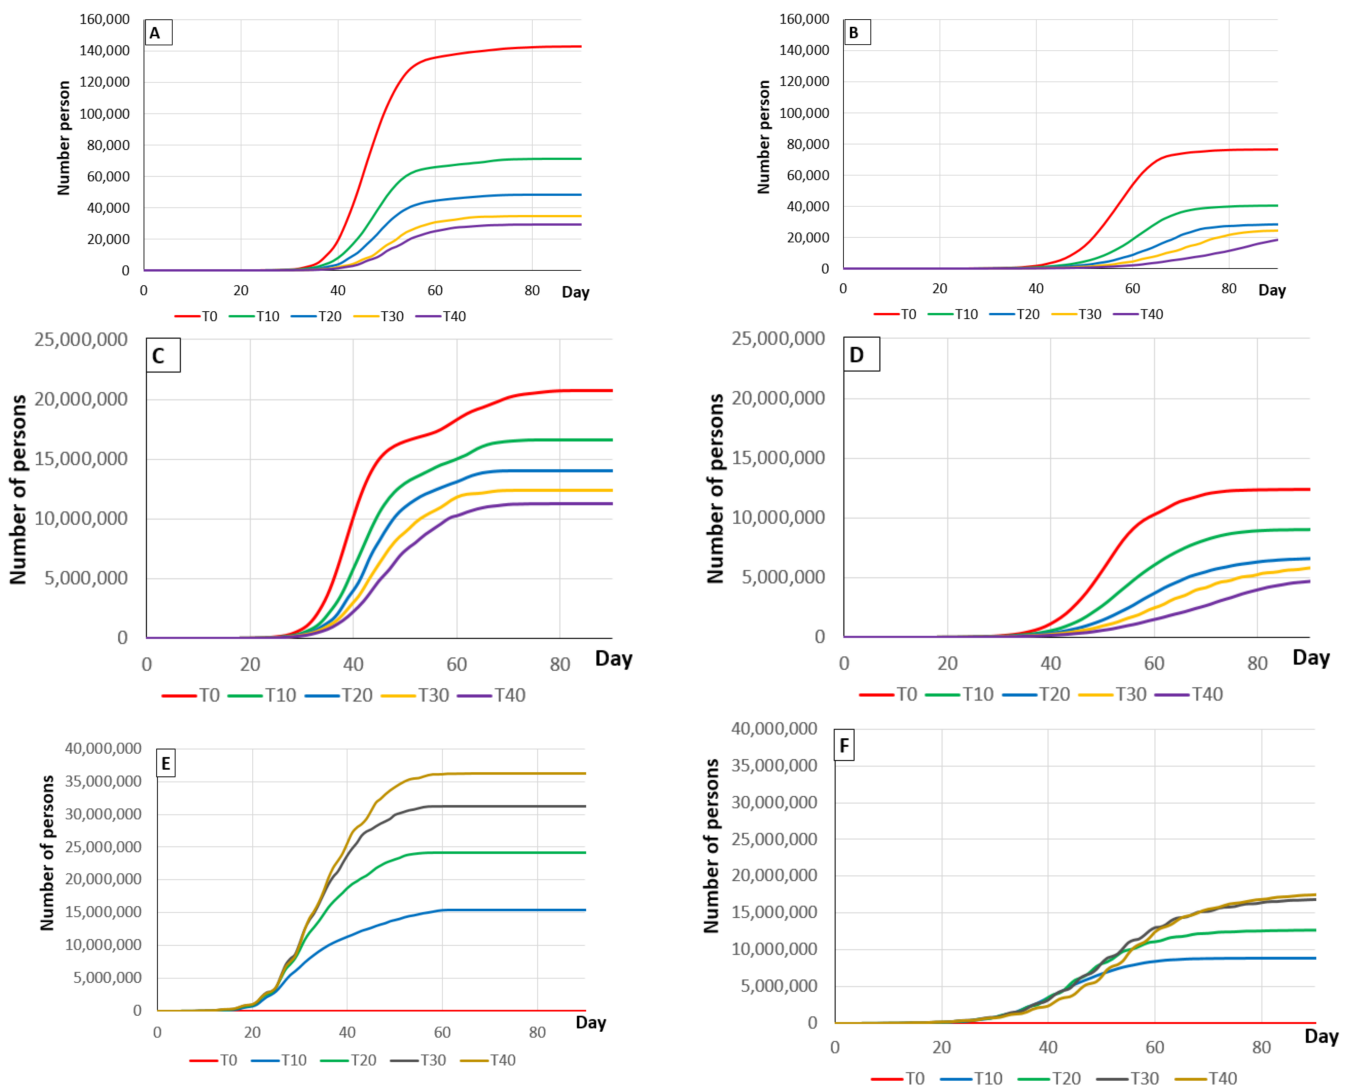 A
Number person
160,000
140,000
120,000
100,000
80,000
60,000
40,000
20,000
0
0 20 40 60 80 Day
T0 T10 T20 T30 T40
B
Number person
160,000
140,000
120,000
100,000
80,000
60,000
40,000
20,000
0
0 20 40 60 80 Day
T0 T10 T20 T30 T40
C
Number of persons
25,000,000
20,000,000
15,000,000
10,000,000
5,000,000
0
0 20 40 60 80 Day
T0 T10 T20 T30 T40
D
Number of persons
25,000,000
20,000,000
15,000,000
10,000,000
5,000,000
0
0 20 40 60 80 Day
T0 T10 T20 T30 T40
E
Number of persons
40,000,000
35,000,000
30,000,000
25,000,000
20,000,000
15,000,000
10,000,000
5,000,000
0
0 20 40 60 80 Day
T0 T10 T20 T30 T40
F
Number of persons
40,000,000
35,000,000
30,000,000
25,000,000
20,000,000
15,000,000
10,000,000
5,000,000
0
0 20 40 60 80 Day
T0 T10 T20 T30 T40